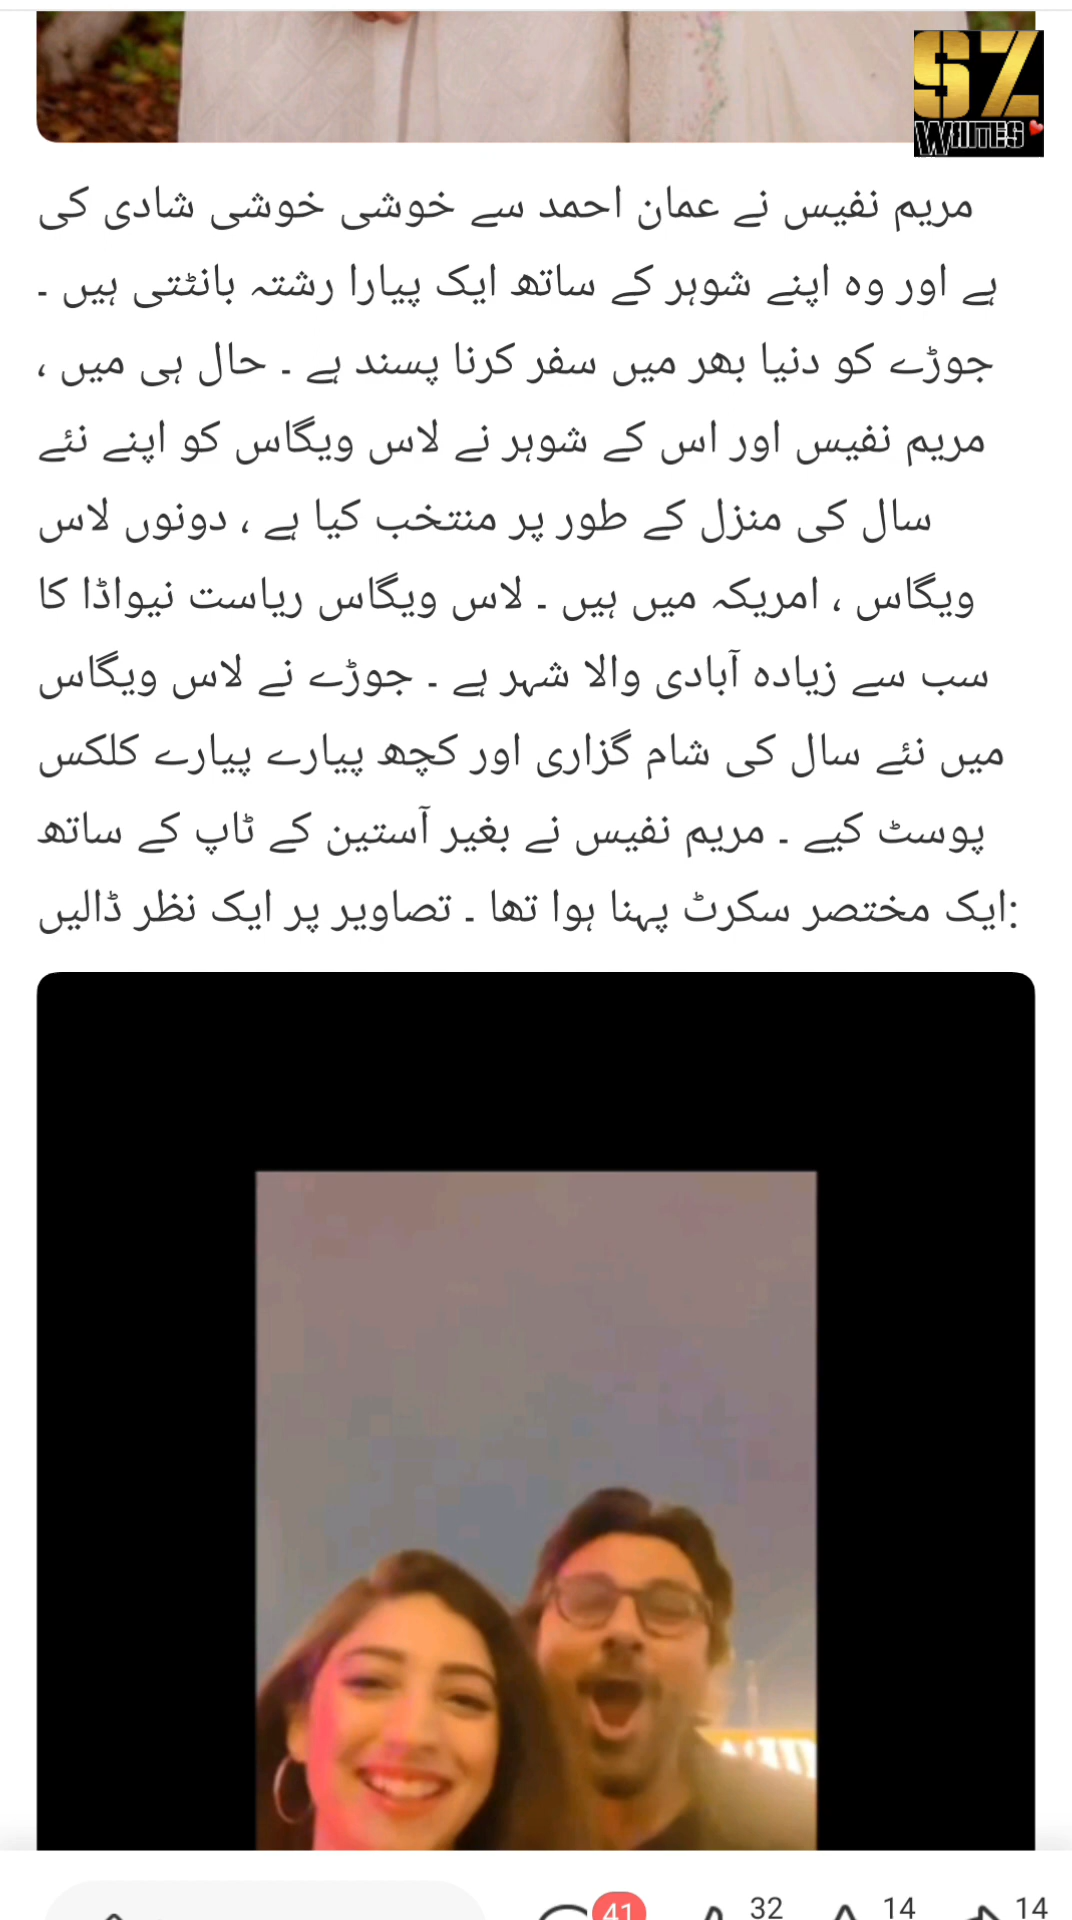 SZ
WRITES
مریم نفیس نے عمان احمد سے خوشی خوشی شادی کی
ہے اور وہ اپنے شوہر کے ساتھ ایک پیارا رشتہ بانٹتی ہیں ۔
جوڑے کو دنیا بھر میں سفر کرنا پسند ہے ۔ حال ہی میں ،
مریم نفیس اور اس کے شوہر نے لاس ویگاس کو اپنے نئے
سال کی منزل کے طور پر منتخب کیا ہے ، دونوں لاس
ویگاس ، امریکہ میں ہیں ۔ لاس ویگاس ریاست نیواڈا کا
سب سے زیادہ آبادی والا شہر ہے ۔ جوڑے نے لاس ویگاس
میں نئے سال کی شام گزاری اور کچھ پیارے پیارے کلکس
پوسٹ کیے ۔ مریم نفیس نے بغیر آستین کے ٹاپ کے ساتھ
:ایک مختصر سکرٹ پہنا ہوا تھا ۔ تصاویر پر ایک نظر ڈالیں
41 32 14 14